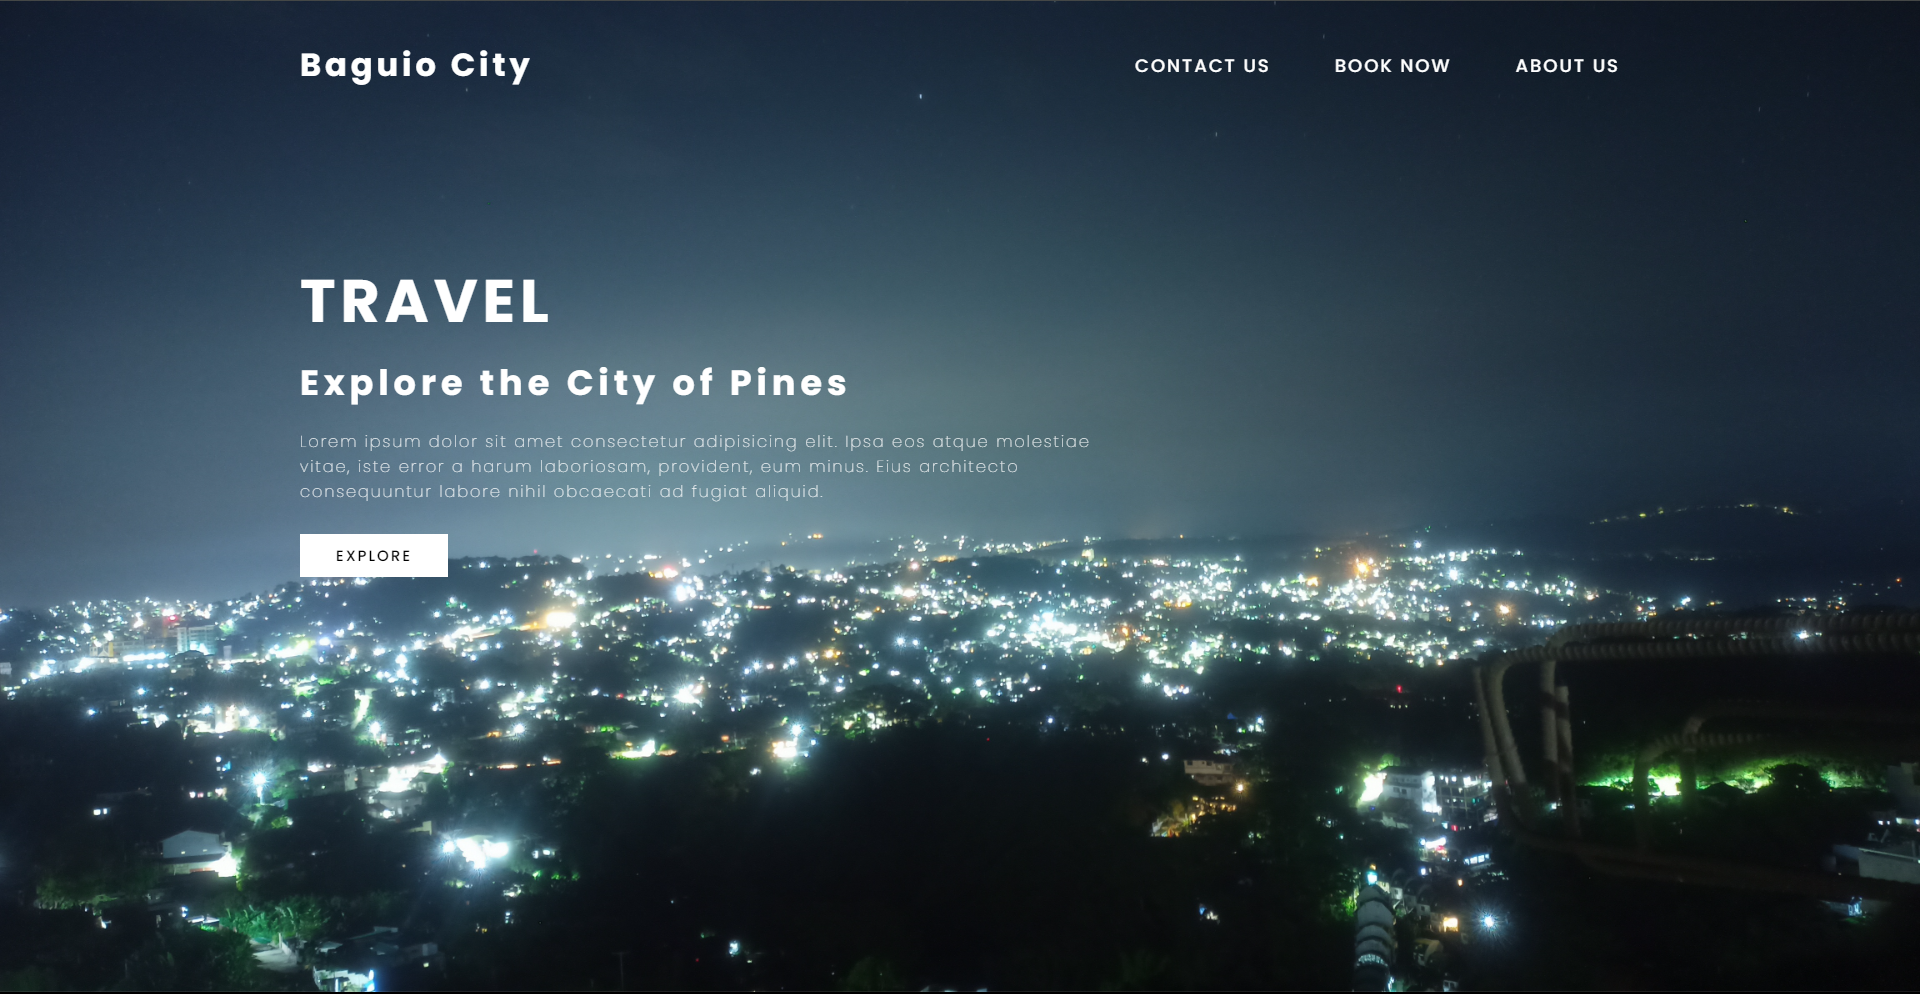 Baguio City
CONTACT US
BOOK NOW
ABOUT US
TRAVEL
Explore the City of Pines
Lorem ipsum dolor sit amet consectetur adipisicing elit. Ipsa eos atque molestiae
vitae, iste error a harum laboriosam, provident, eum minus. Eius architecto
consequuntur labore nihil obcaecati ad fugiat aliquid.
EXPLORE